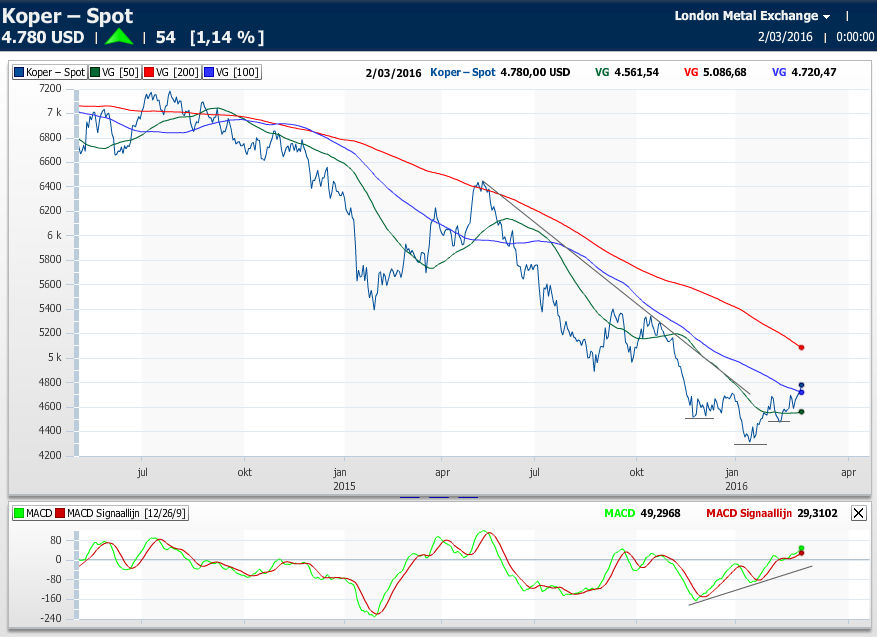 Koper – Spot London Metal Exchange
4.780 USD | 54 [1,14 %] 2/03/2016 | 0:00:00
Koper – Spot VG [50] VG [200] VG [100] 2/03/2016 Koper – Spot 4.780,00 USD VG 4.561,54 VG 5.086,68 VG 4.720,47
7200
7 k
6800
6600
6400
6200
6 k
5800
5600
5400
5200
5 k
4800
4600
4400
4200
jul okt jan apr jul okt jan apr
2015 2016
MACD MACD Signaallijn [12/26/9] MACD 49,2968 MACD Signaallijn 29,3102
80
0
-80
-160
-240